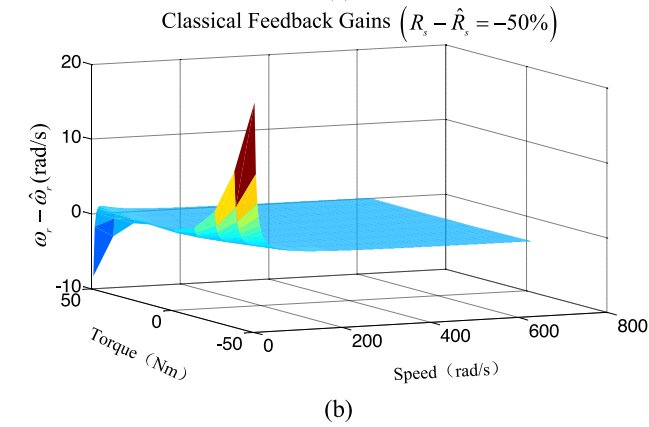 Classical Feedback Gains (R_s − R̂_s = −50%)
20
10
0
-10
ω_r − ω̂_r (rad/s)
50
0
-50
Torque (Nm)
0
200
400
600
800
Speed (rad/s)
(b)